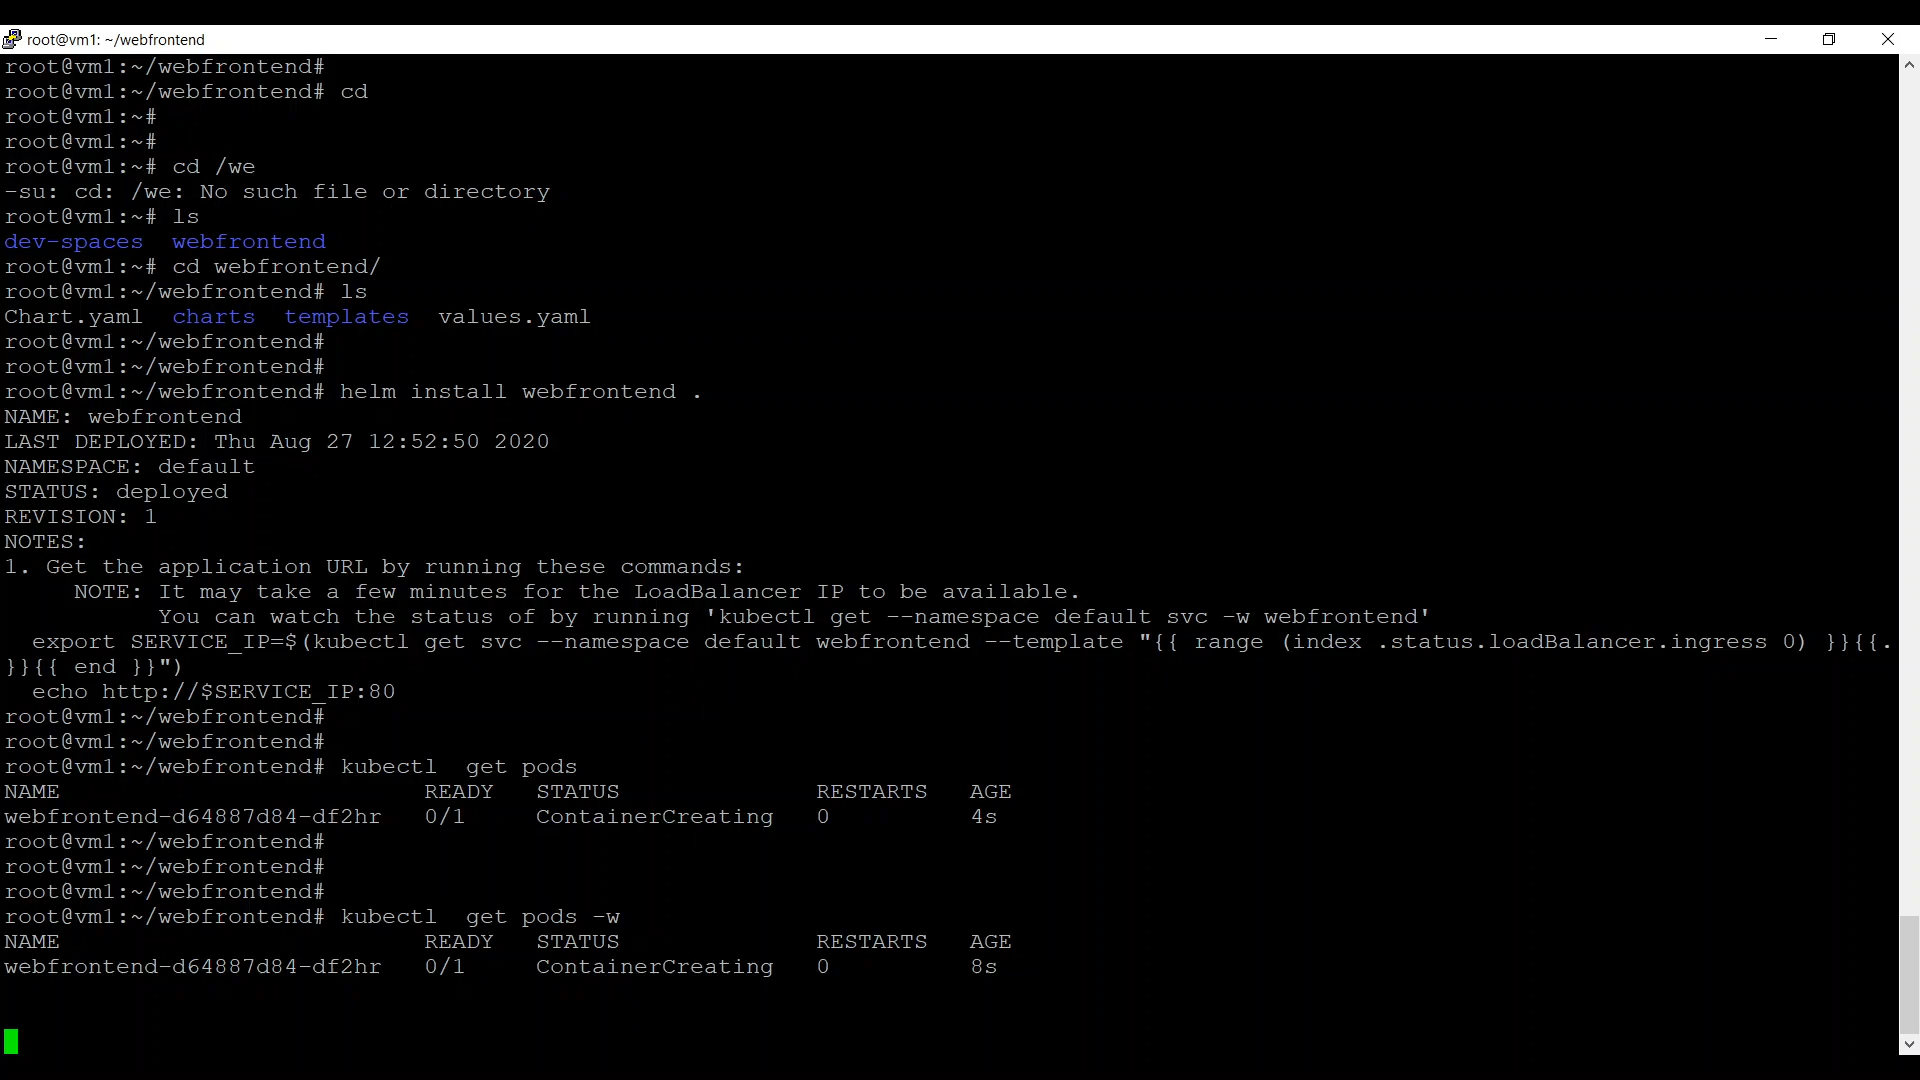 root@vm1: ~/webfrontend
root@vm1:~/webfrontend#
root@vm1:~/webfrontend# cd
root@vm1:~#
root@vm1:~#
root@vm1:~# cd /we
-su: cd: /we: No such file or directory
root@vm1:~# ls
dev-spaces  webfrontend
root@vm1:~# cd webfrontend/
root@vm1:~/webfrontend# ls
Chart.yaml  charts  templates  values.yaml
root@vm1:~/webfrontend#
root@vm1:~/webfrontend#
root@vm1:~/webfrontend# helm install webfrontend .
NAME: webfrontend
LAST DEPLOYED: Thu Aug 27 12:52:50 2020
NAMESPACE: default
STATUS: deployed
REVISION: 1
NOTES:
1. Get the application URL by running these commands:
     NOTE: It may take a few minutes for the LoadBalancer IP to be available.
           You can watch the status of by running 'kubectl get --namespace default svc -w webfrontend'
  export SERVICE_IP=$(kubectl get svc --namespace default webfrontend --template "{{ range (index .status.loadBalancer.ingress 0) }}{{.
}}{{ end }}")
  echo http://$SERVICE_IP:80
root@vm1:~/webfrontend#
root@vm1:~/webfrontend#
root@vm1:~/webfrontend# kubectl  get pods
NAME                          READY   STATUS              RESTARTS   AGE
webfrontend-d64887d84-df2hr   0/1     ContainerCreating   0          4s
root@vm1:~/webfrontend#
root@vm1:~/webfrontend#
root@vm1:~/webfrontend#
root@vm1:~/webfrontend# kubectl  get pods -w
NAME                          READY   STATUS              RESTARTS   AGE
webfrontend-d64887d84-df2hr   0/1     ContainerCreating   0          8s